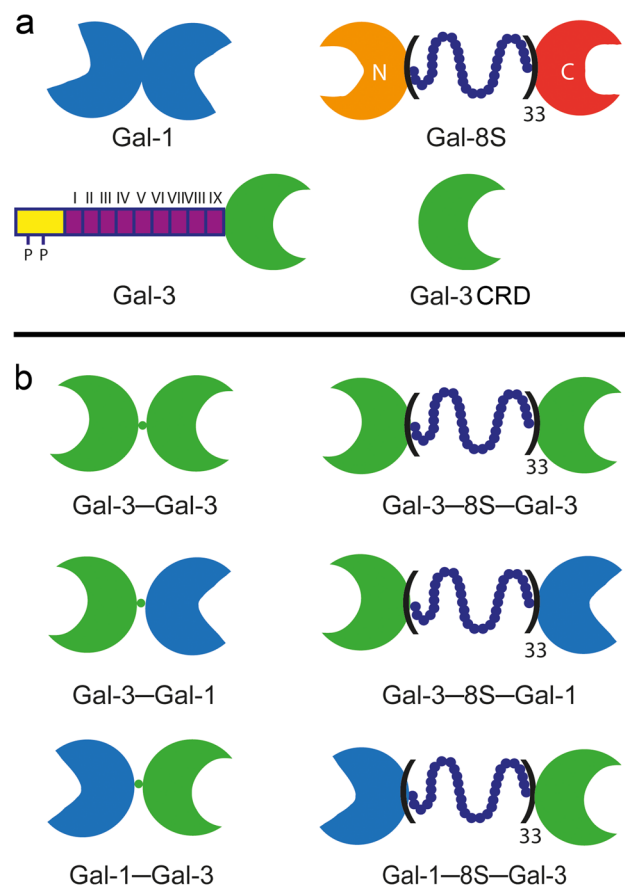 a
N ( ) C
33
Gal-1 Gal-8S
I II III IV V VI VII VIII IX
P P
Gal-3 Gal-3 CRD
b
( )
33
Gal-3—Gal-3 Gal-3—8S—Gal-3
( )
33
Gal-3—Gal-1 Gal-3—8S—Gal-1
( )
33
Gal-1—Gal-3 Gal-1—8S—Gal-3